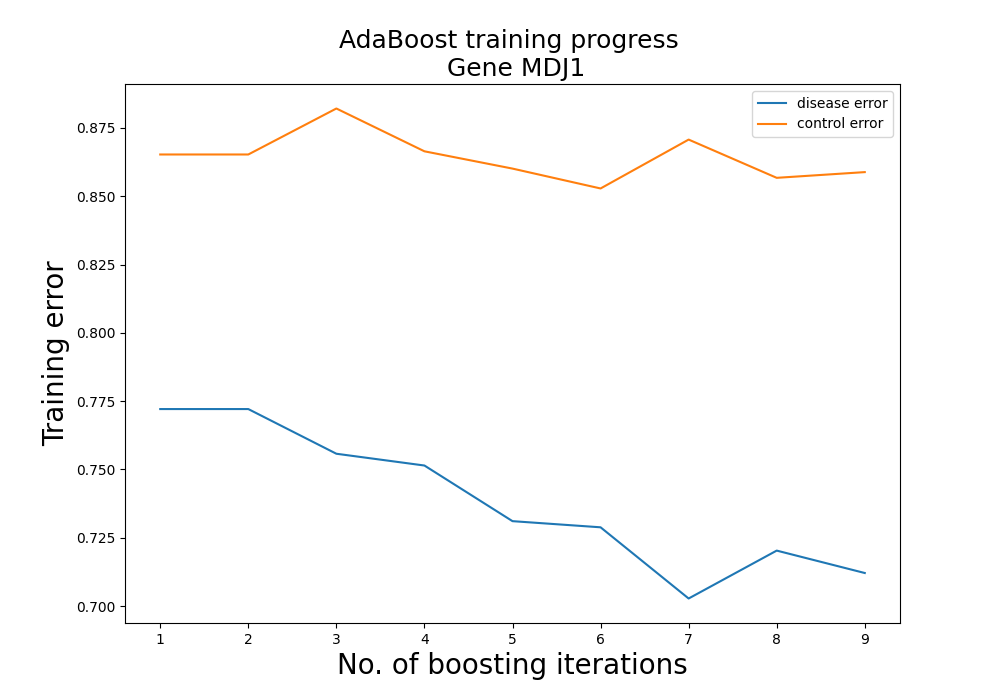 AdaBoost training progress
Gene MDJ1
disease error
control error
Training error
0.875
0.850
0.825
0.800
0.775
0.750
0.725
0.700
1 2 3 4 5 6 7 8 9
No. of boosting iterations